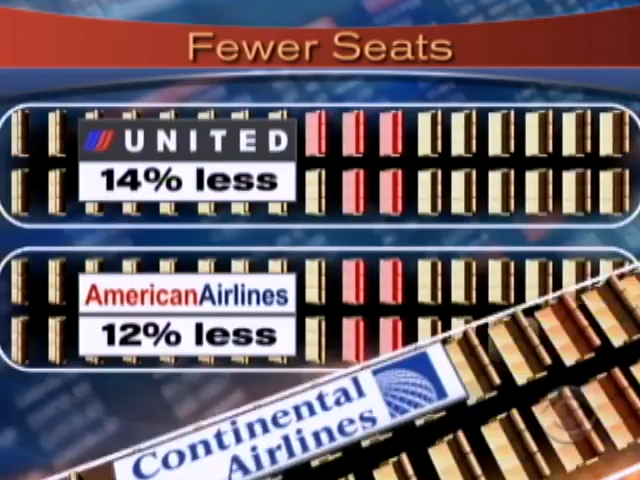 Fewer Seats
UNITED
14% less
AmericanAirlines
12% less
Continental
Airlines